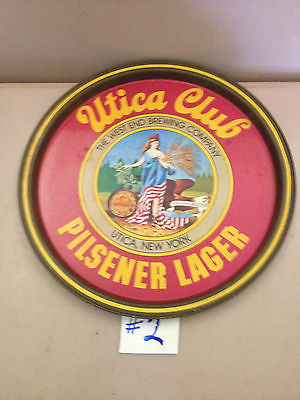 Utica Club
THE WEST END BREWING COMPANY
UTICA, NEW YORK
PILSENER LAGER
#2